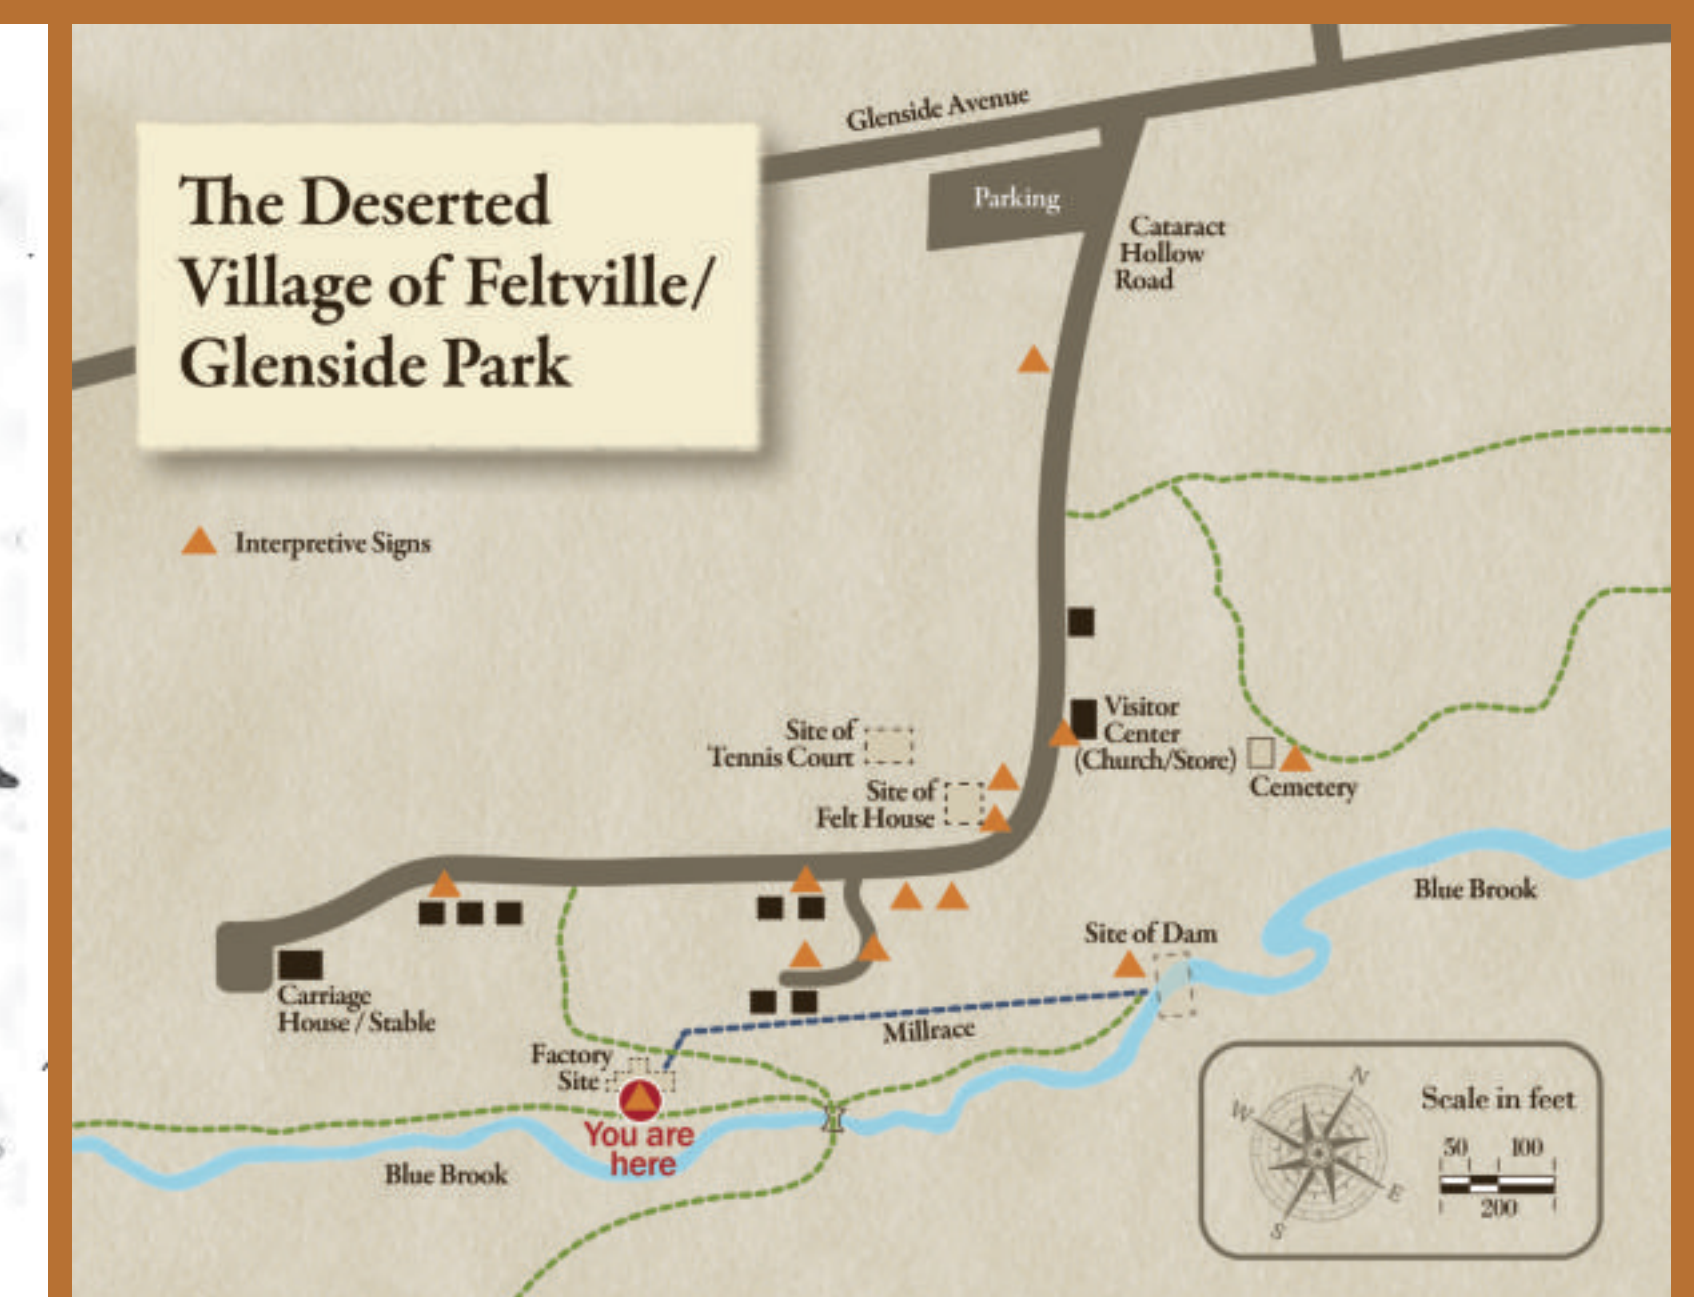 Glenside Avenue
The Deserted
Village of Feltville/
Glenside Park
Parking
Cataract
Hollow
Road
Interpretive Signs
Visitor
Center
(Church/Store)
Site of
Tennis Court
Site of
Felt House
Cemetery
Blue Brook
Site of Dam
Carriage
House / Stable
Millrace
Factory
Site
You are
here
Blue Brook
N
W
E
S
Scale in feet
50 100
200